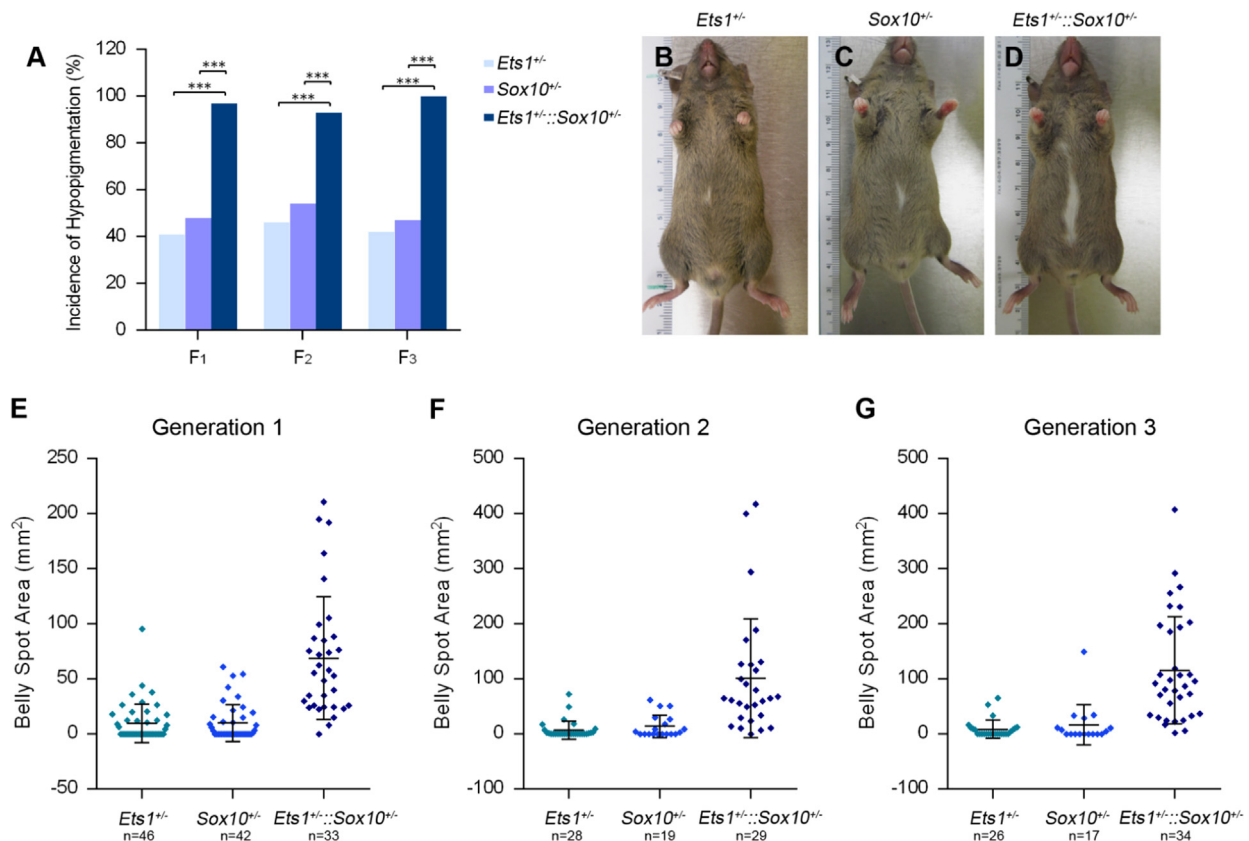 A
Incidence of Hypopigmentation (%)
120
100
80
60
40
20
0
***
***
***
***
***
***
F1
F2
F3
Ets1+/-
Sox10+/-
Ets1+/-::Sox10+/-
Ets1+/-
Sox10+/-
Ets1+/-::Sox10+/-
B
C
D
E
Generation 1
Belly Spot Area (mm2)
250
200
150
100
50
0
-50
Ets1+/-
Sox10+/-
Ets1+/-::Sox10+/-
n=46
n=42
n=33
F
Generation 2
Belly Spot Area (mm2)
500
400
300
200
100
0
-100
Ets1+/-
Sox10+/-
Ets1+/-::Sox10+/-
n=28
n=19
n=29
G
Generation 3
Belly Spot Area (mm2)
500
400
300
200
100
0
-100
Ets1+/-
Sox10+/-
Ets1+/-::Sox10+/-
n=26
n=17
n=34